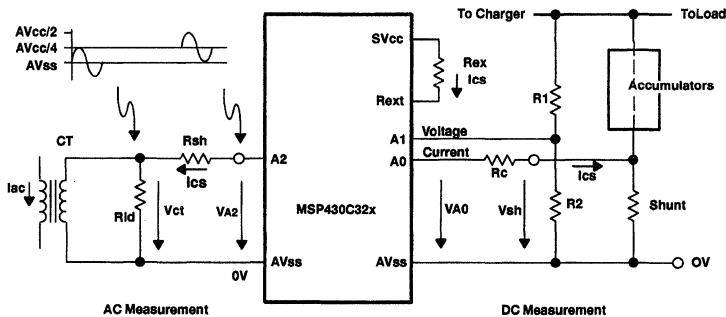 To Charger
ToLoad
AVcc/2
AVcc/4
AVss
SVcc
Rex
Ics
Rext
R1
Accumulators
CT
Rsh
A2
Ics
A1
Voltage
A0
Current
Rc
Ics
Iac
Rld
Vct
VA2
MSP430C32x
VA0
Vsh
R2
Shunt
0V
AVss
AVss
OV
AC Measurement
DC Measurement